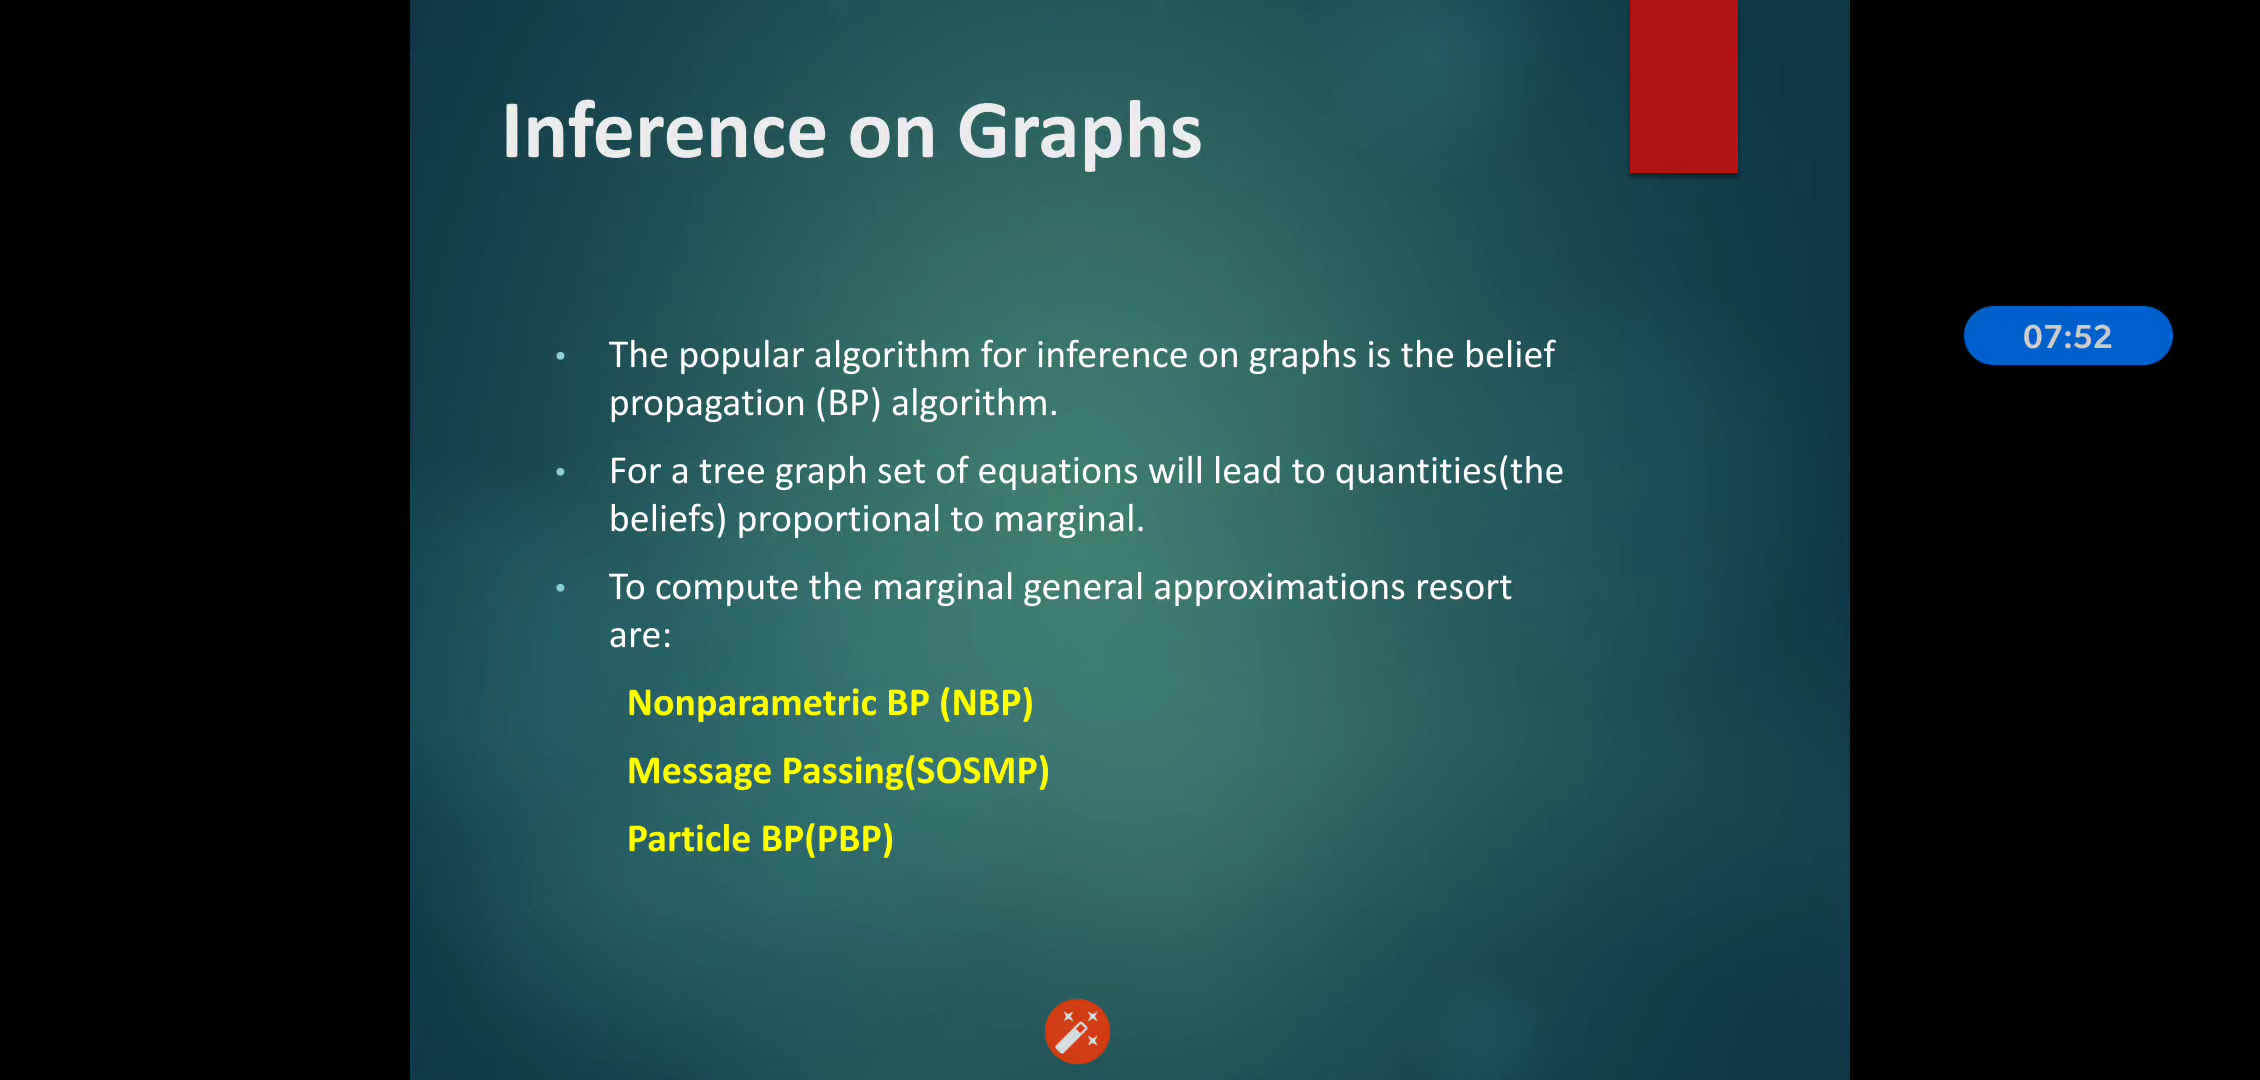 Inference on Graphs
• The popular algorithm for inference on graphs is the belief
propagation (BP) algorithm.
• For a tree graph set of equations will lead to quantities(the
beliefs) proportional to marginal.
• To compute the marginal general approximations resort
are:
Nonparametric BP (NBP)
Message Passing(SOSMP)
Particle BP(PBP)
07:52